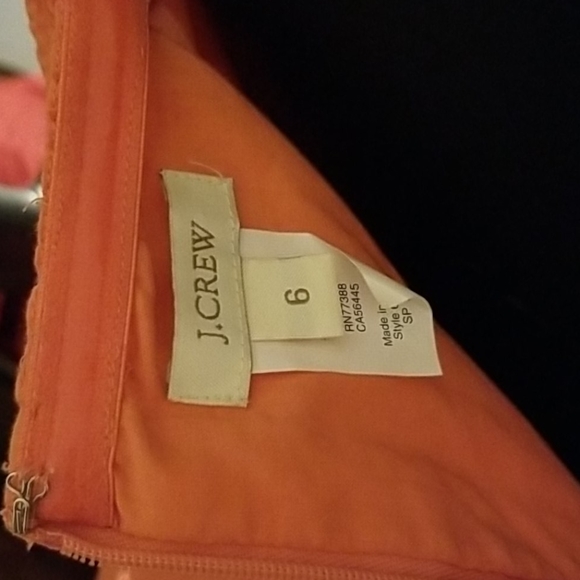 J.CREW
6
RN77388
CA56445
Made in
Style
SP